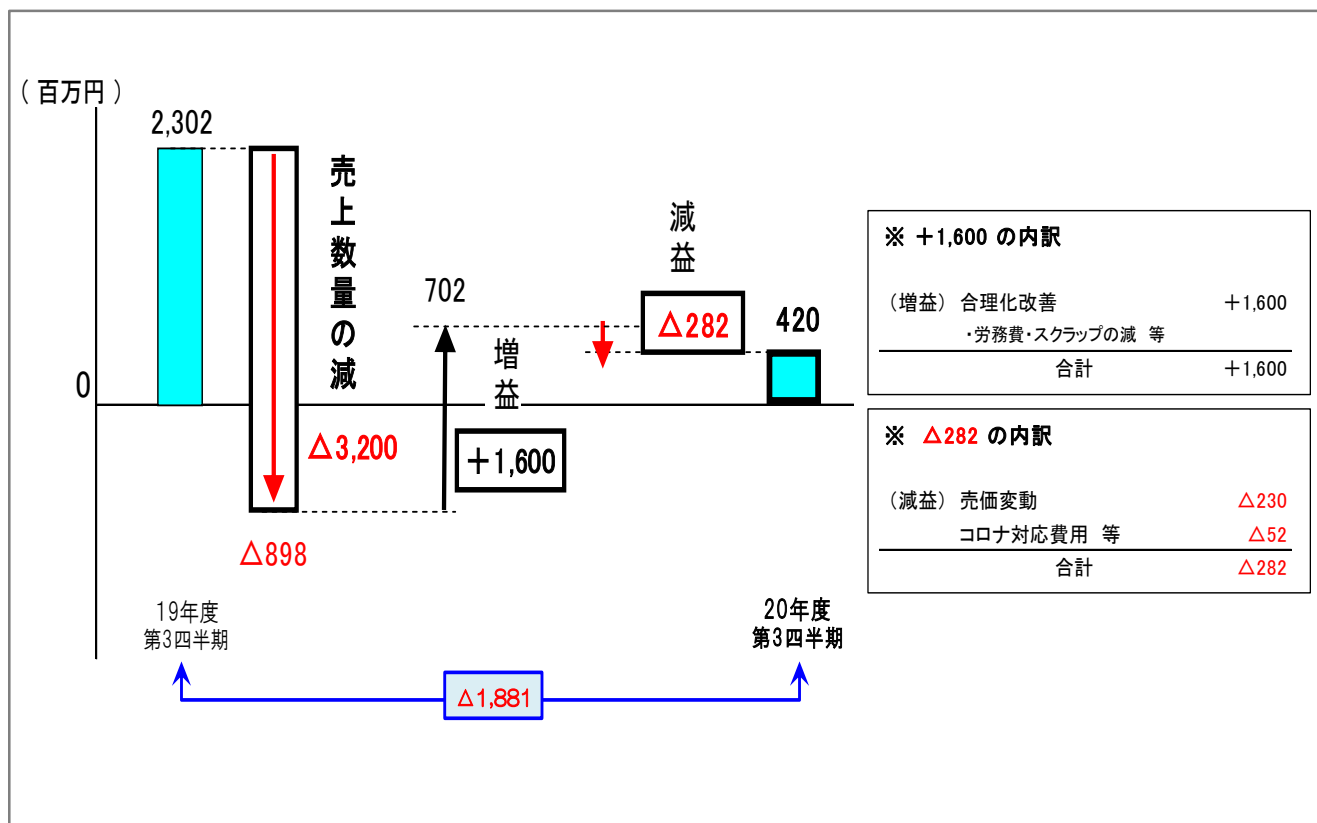 （ 百万円 ）
2,302
売上数量の減
△3,200
△898
702
増益
＋1,600
減益
△282
420
0
19年度
第3四半期
20年度
第3四半期
△1,881
※ ＋1,600 の内訳
（増益） 合理化改善 ＋1,600
・労務費・スクラップの減 等
合計 ＋1,600
※ △282 の内訳
（減益） 売価変動 △230
コロナ対応費用 等 △52
合計 △282